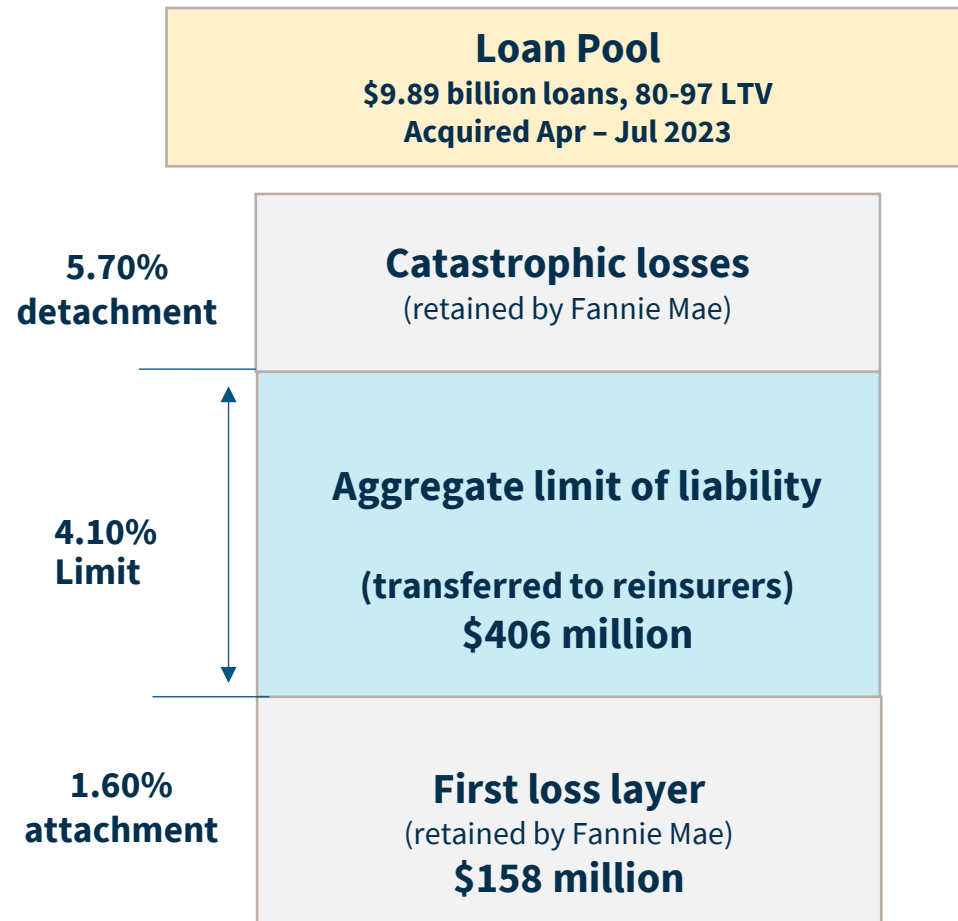 Loan Pool
$9.89 billion loans, 80-97 LTV
Acquired Apr – Jul 2023
5.70%
detachment
Catastrophic losses
(retained by Fannie Mae)
4.10%
Limit
Aggregate limit of liability
(transferred to reinsurers)
$406 million
1.60%
attachment
First loss layer
(retained by Fannie Mae)
$158 million